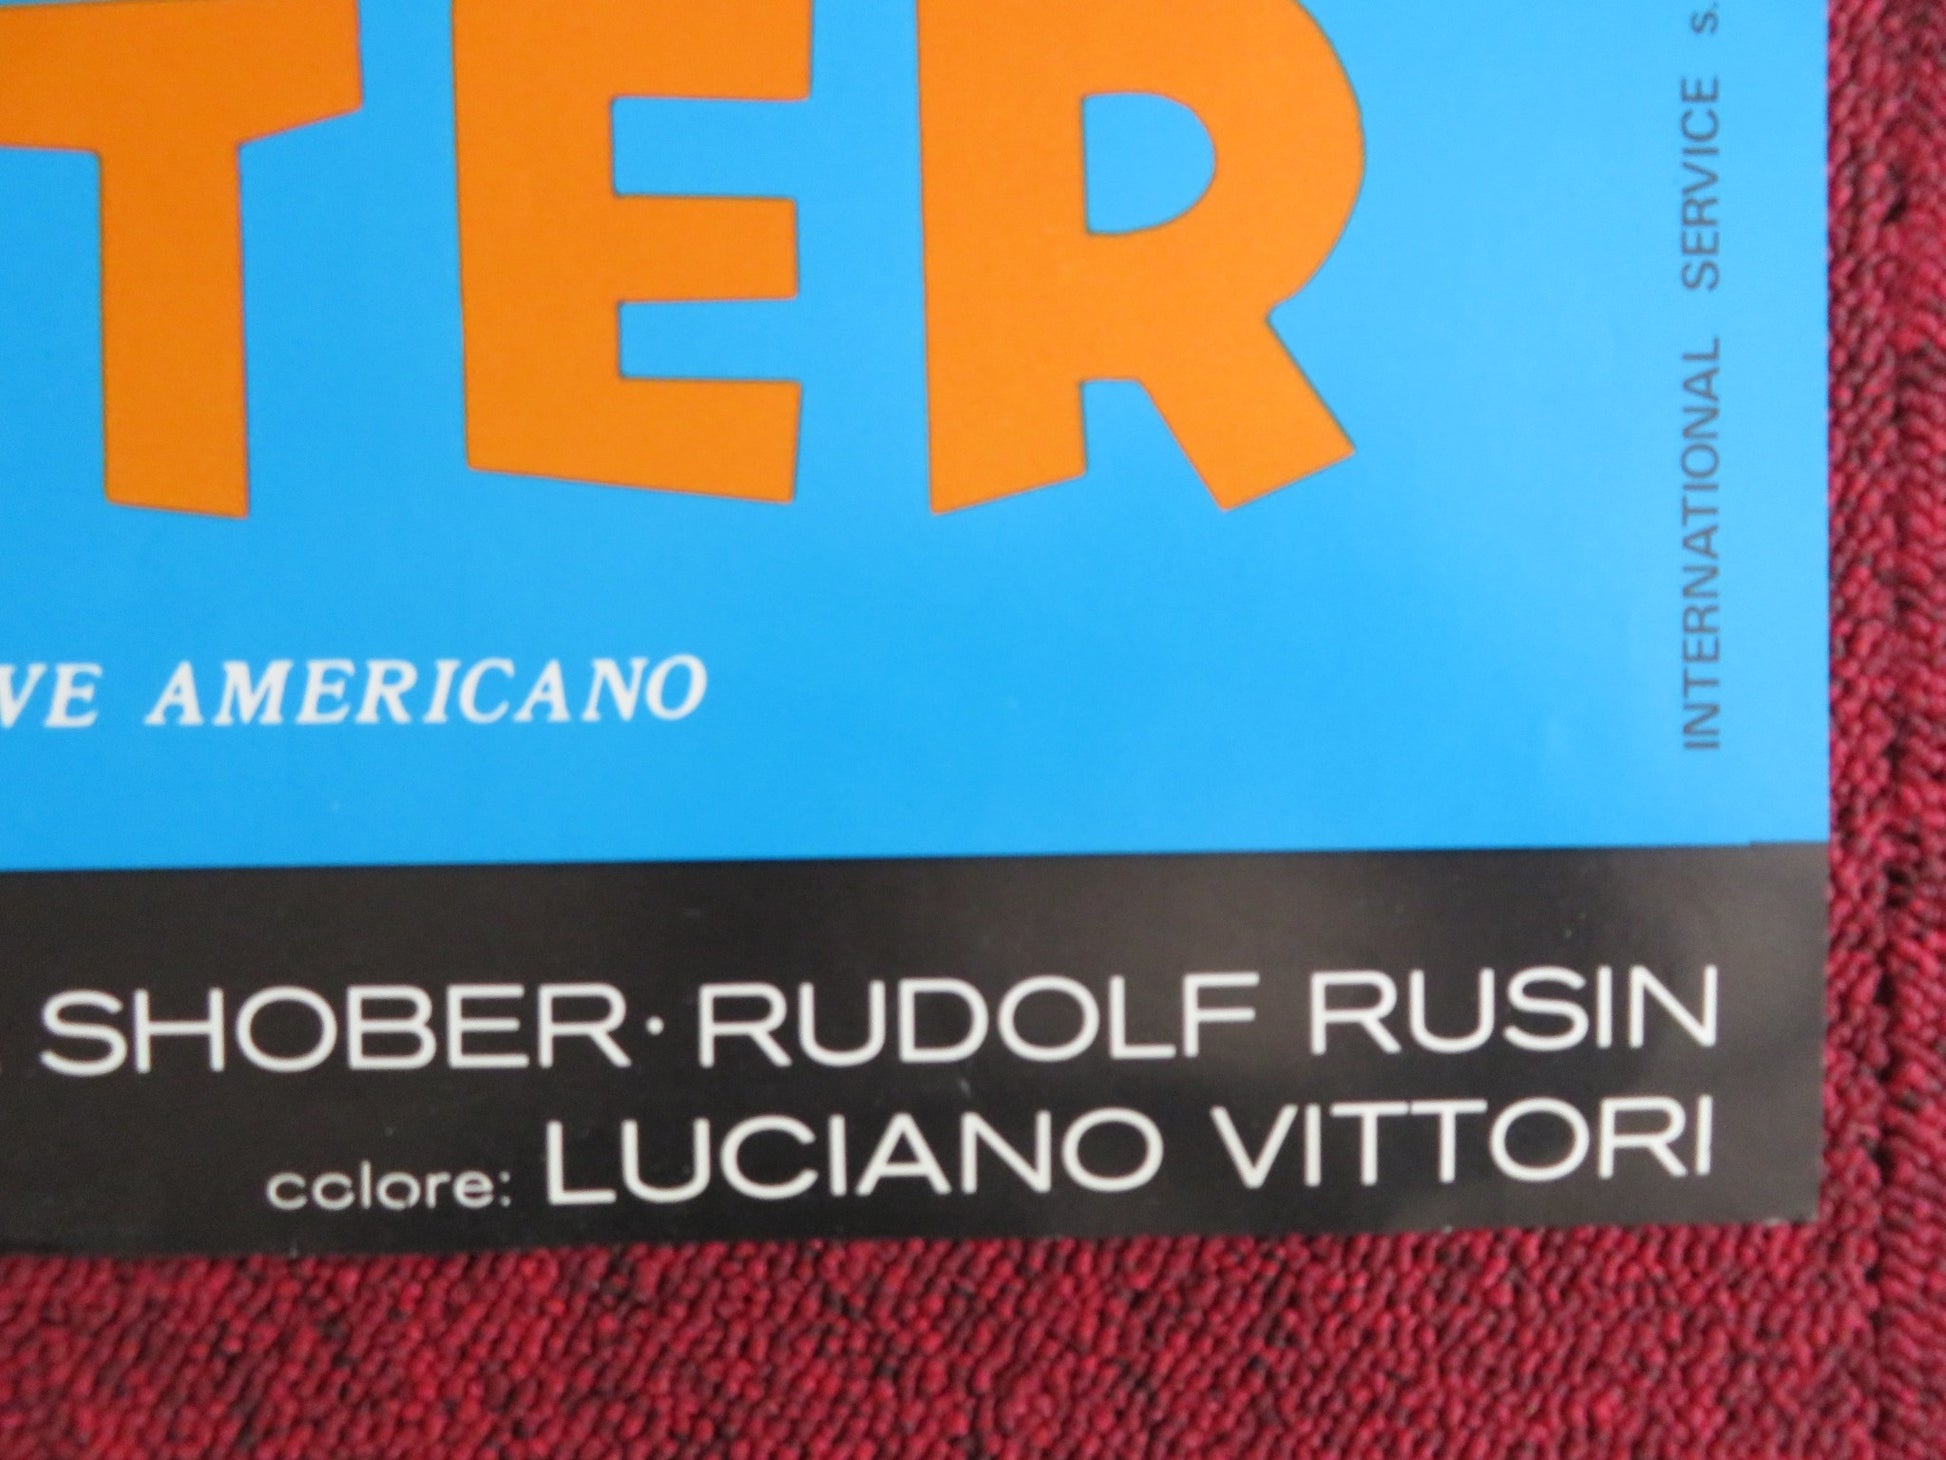 TER
VE AMERICANO
SHOBER · RUDOLF RUSIN
colore: LUCIANO VITTORI
INTERNATIONAL SERVICE s.